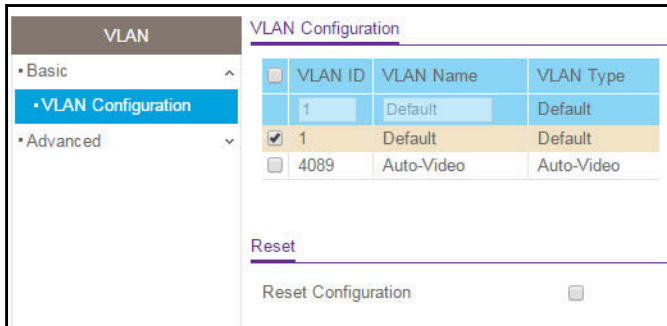 VLAN
Basic
VLAN Configuration
Advanced
VLAN Configuration
VLAN ID VLAN Name VLAN Type
1 Default Default
1 Default Default
4089 Auto-Video Auto-Video
Reset
Reset Configuration